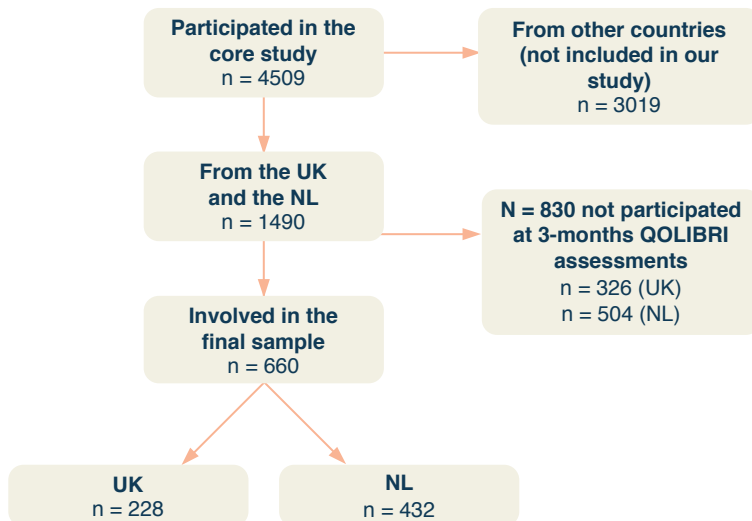 Participated in the
core study
n = 4509
From other countries
(not included in our
study)
n = 3019
From the UK
and the NL
n = 1490
N = 830 not participated
at 3-months QOLIBRI
assessments
n = 326 (UK)
n = 504 (NL)
Involved in the
final sample
n = 660
UK
n = 228
NL
n = 432